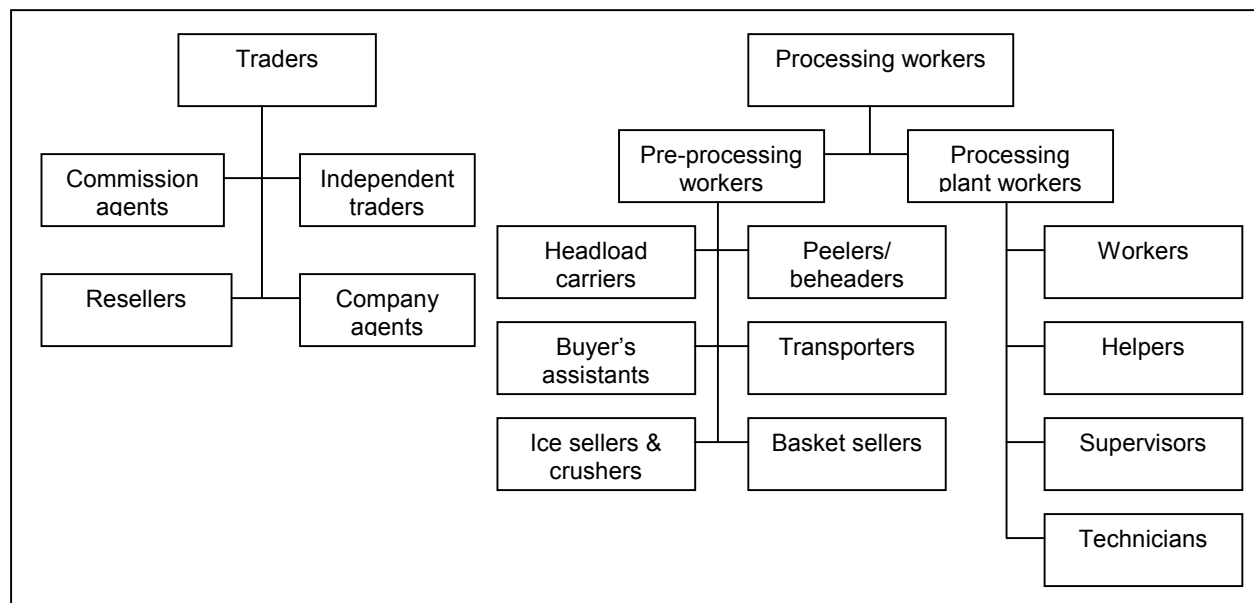 Traders
Commission
agents
Independent
traders
Resellers
Company
agents
Processing workers
Pre-processing
workers
Processing
plant workers
Headload
carriers
Peelers/
beheaders
Buyer's
assistants
Transporters
Ice sellers &
crushers
Basket sellers
Workers
Helpers
Supervisors
Technicians